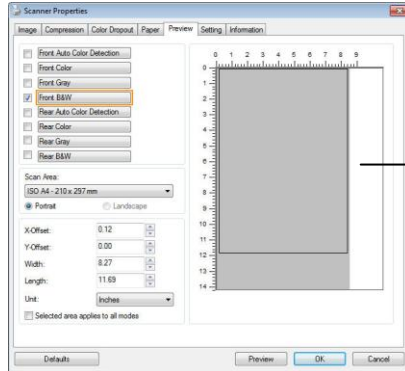 Scanner Properties
Image Compression Color Dropout Paper Preview Setting Information
Front Auto Color Detection
Front Color
Front Gray
Front B&W
Rear Auto Color Detection
Rear Color
Rear Gray
Rear B&W
Scan Area:
ISO A4 - 210 x 297 mm
Portrait Landscape
X-Offset: 0.12
Y-Offset: 0.00
Width: 8.27
Length: 11.69
Unit: Inches
Selected area applies to all modes
0 1 2 3 4 5 6 7 8 9
0
1
2
3
4
5
6
7
8
9
10
11
12
13
14
Defaults Preview OK Cancel